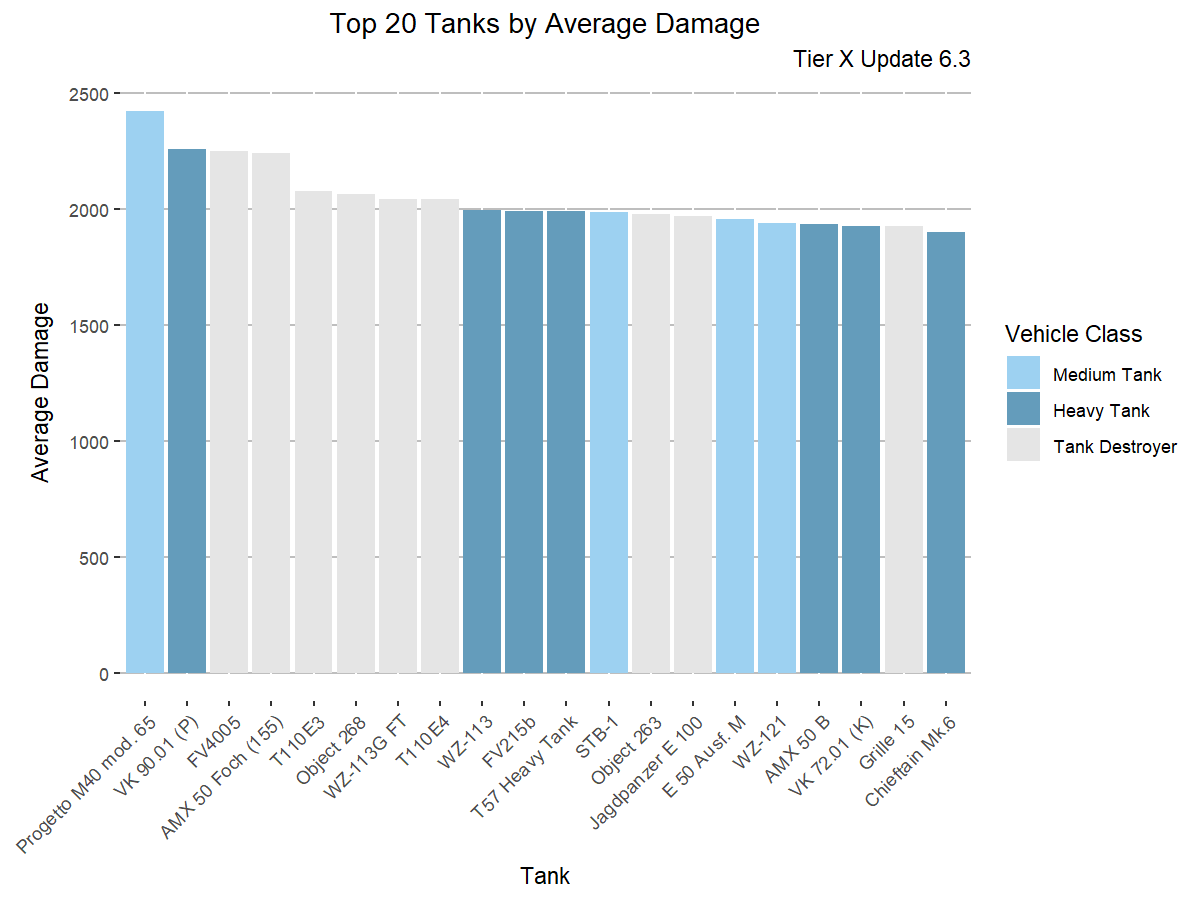 Top 20 Tanks by Average Damage
Tier X Update 6.3
2500
2000
1500
1000
500
0
Average Damage
Progetto M40 mod. 65
VK 90.01 (P)
FV4005
AMX 50 Foch (155)
T110E3
Object 268
WZ-113G FT
T110E4
WZ-113
FV215b
T57 Heavy Tank
STB-1
Object 263
Jagdpanzer E 100
E 50 Ausf. M
WZ-121
AMX 50 B
VK 72.01 (K)
Grille 15
Chieftain Mk.6
Tank
Vehicle Class
Medium Tank
Heavy Tank
Tank Destroyer